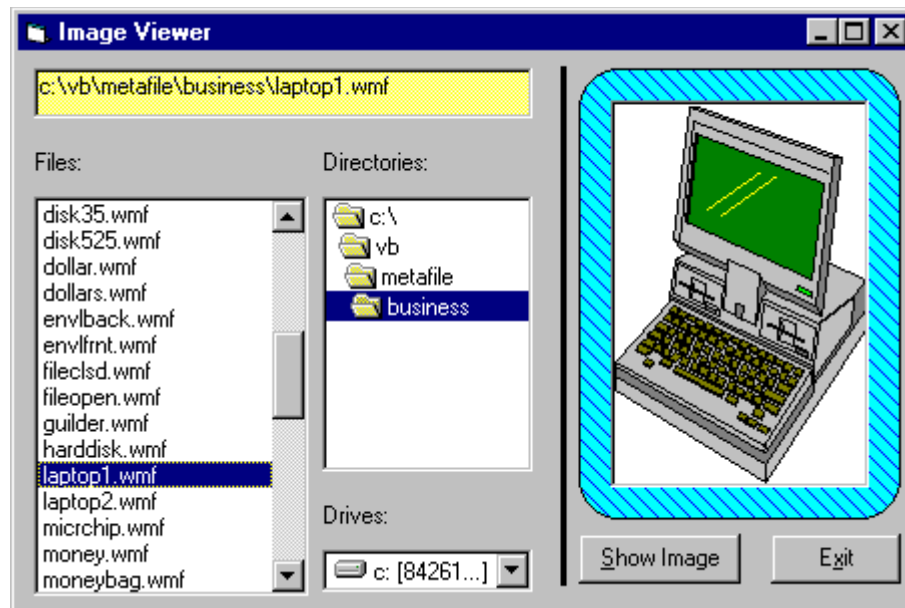 Image Viewer
c:\vb\metafile\business\laptop1.wmf
Files:
disk35.wmf
disk525.wmf
dollar.wmf
dollars.wmf
envlback.wmf
envlfrnt.wmf
fileclsd.wmf
fileopen.wmf
guilder.wmf
harddisk.wmf
laptop1.wmf
laptop2.wmf
micrchip.wmf
money.wmf
moneybag.wmf
Directories:
c:\
vb
metafile
business
Drives:
c: [84261...]
Show Image
Exit